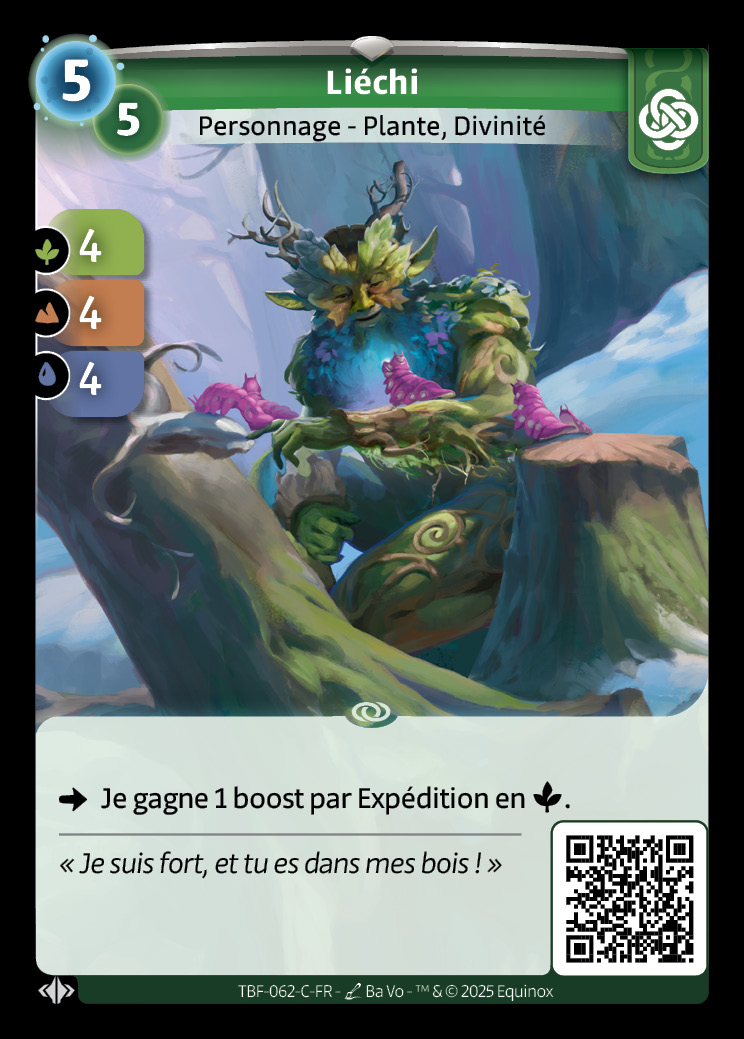 5
Liéchi
5
Personnage - Plante, Divinité
4
4
4
Je gagne 1 boost par Expédition en .
« Je suis fort, et tu es dans mes bois ! »
TBF-062-C-FR - Ba Vo - ™ & © 2025 Equinox